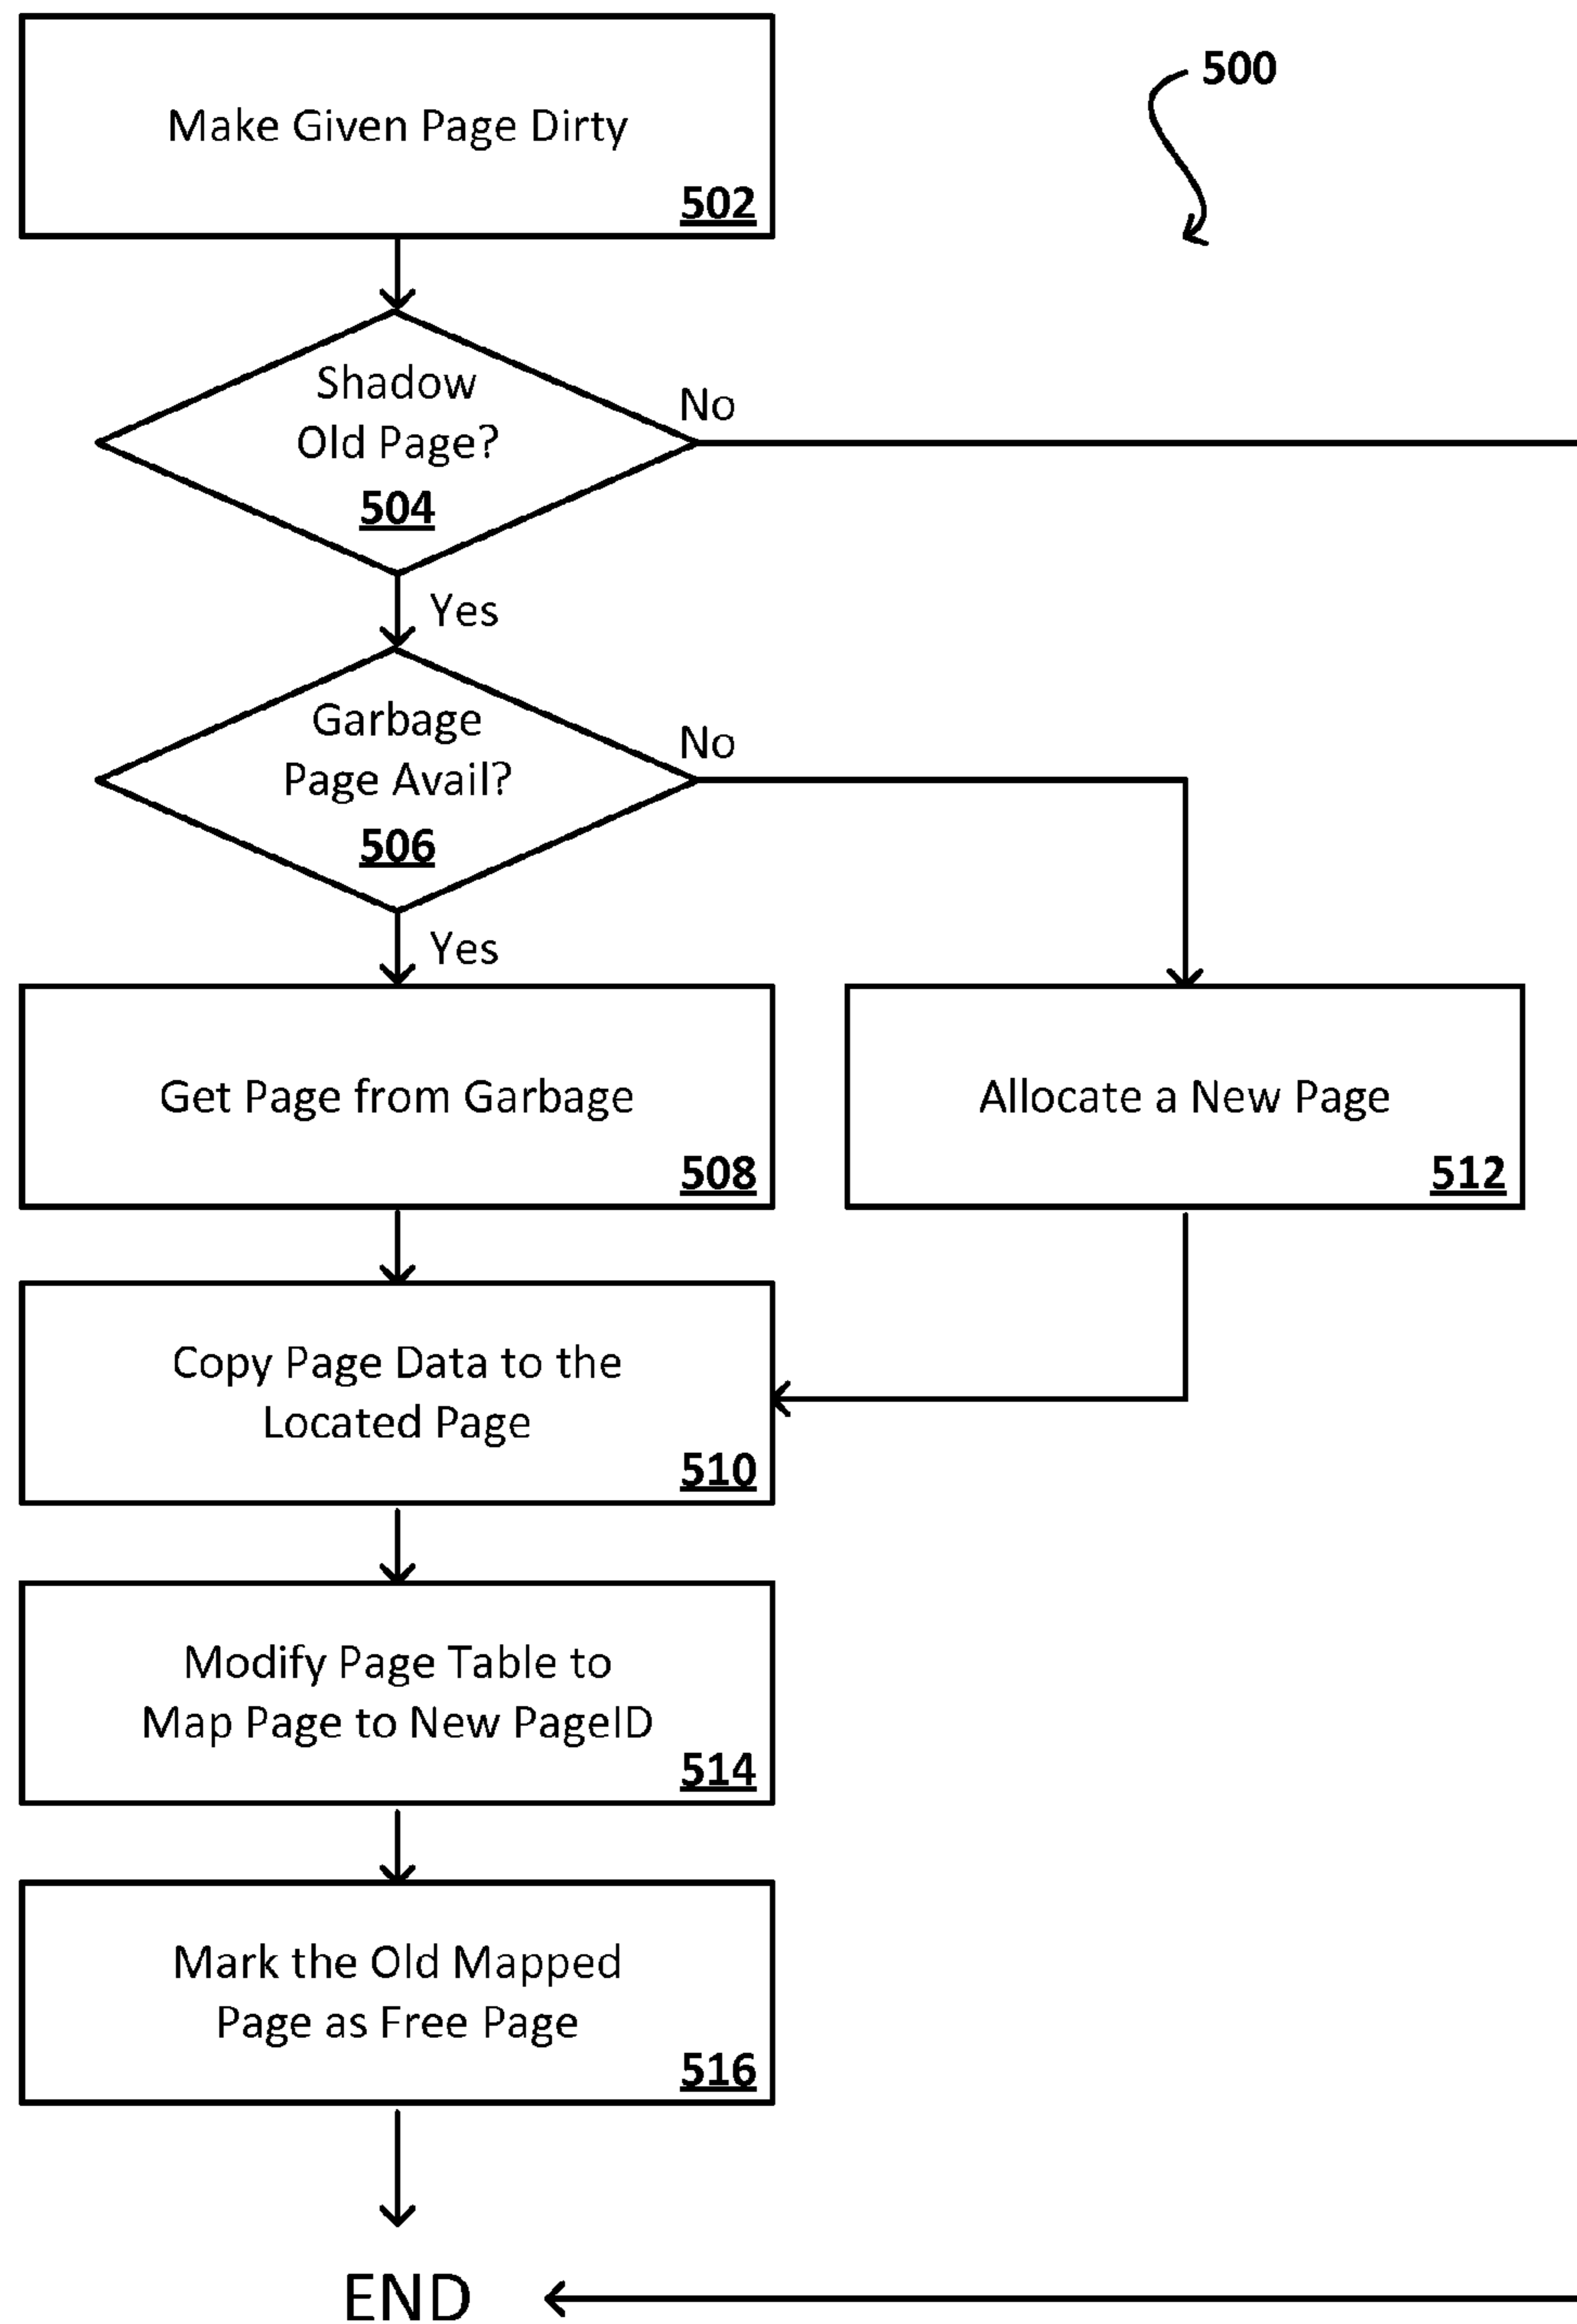 500
Make Given Page Dirty
502
Shadow
Old Page?
504
No
Yes
Garbage
Page Avail?
506
No
Yes
Get Page from Garbage
508
Allocate a New Page
512
Copy Page Data to the
Located Page
510
Modify Page Table to
Map Page to New PageID
514
Mark the Old Mapped
Page as Free Page
516
END